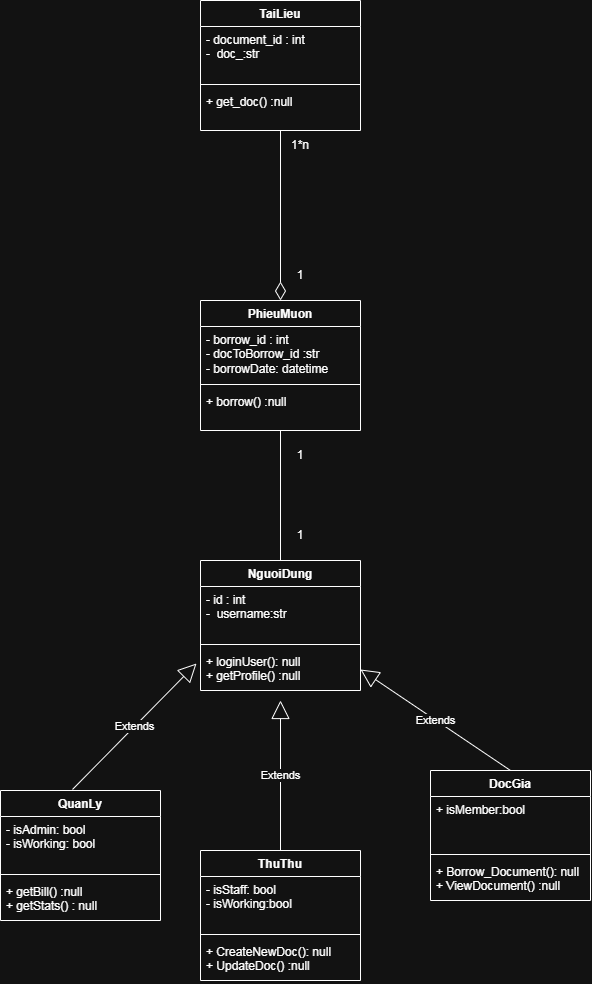 TaiLieu
- document_id : int
-  doc_:str
+ get_doc() :null
1*n
1
PhieuMuon
- borrow_id : int
- docToBorrow_id :str
- borrowDate: datetime
+ borrow() :null
1
1
NguoiDung
- id : int
-  username:str
+ loginUser(): null
+ getProfile() :null
Extends
Extends
Extends
QuanLy
- isAdmin: bool
- isWorking: bool
+ getBill() :null
+ getStats() : null
ThuThu
- isStaff: bool
- isWorking:bool
+ CreateNewDoc(): null
+ UpdateDoc() :null
DocGia
+ isMember:bool
+ Borrow_Document(): null
+ ViewDocument() :null